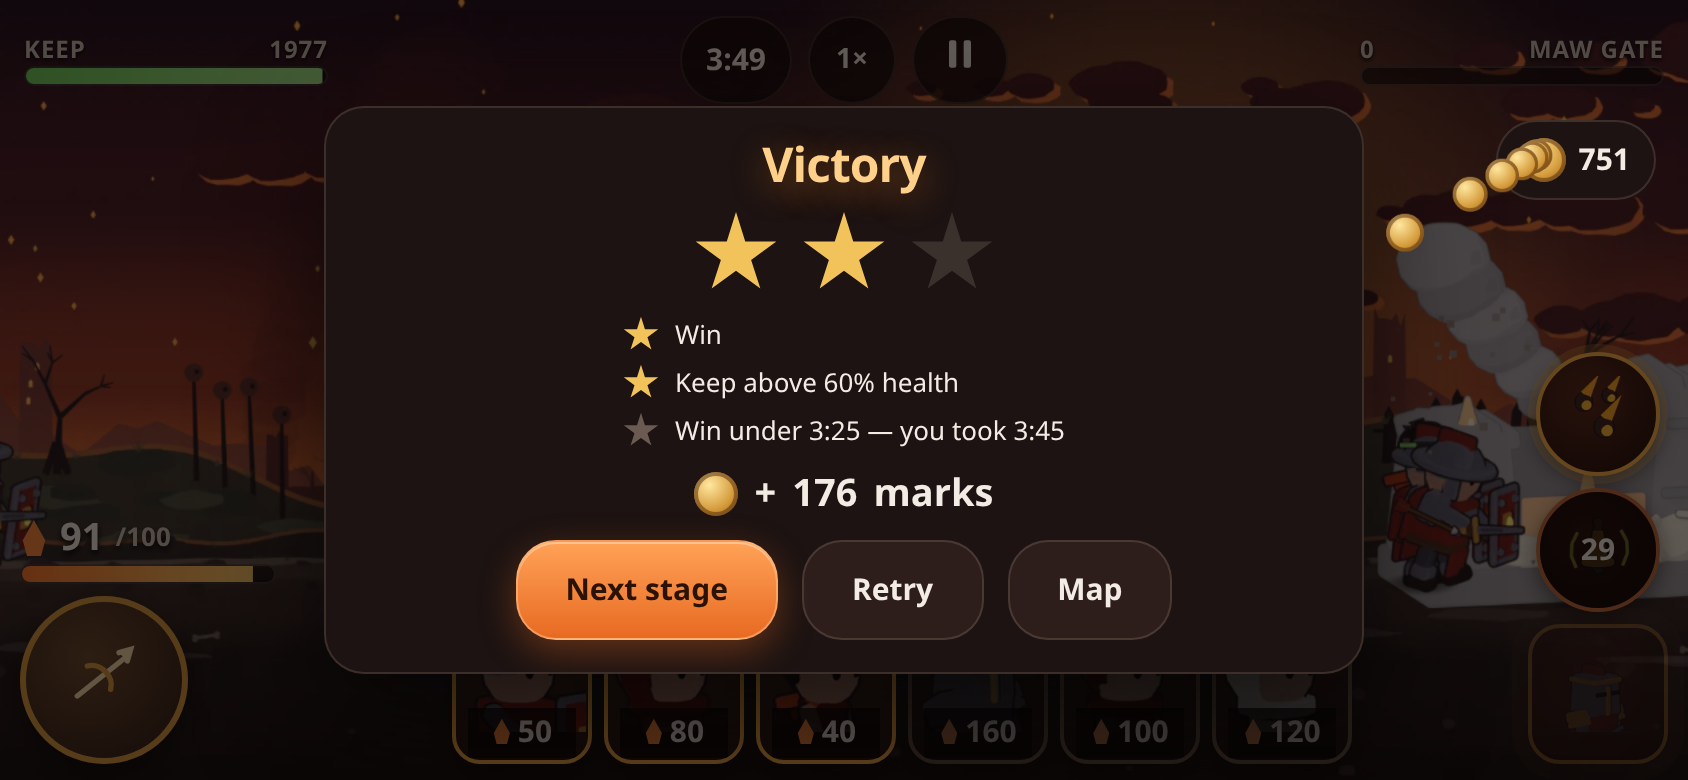 KEEP 1977
3:49
1×
0 MAW GATE
751
Victory
Win
Keep above 60% health
Win under 3:25 — you took 3:45
+ 176 marks
91 /100
29
Next stage
Retry
Map
50
80
40
160
100
120